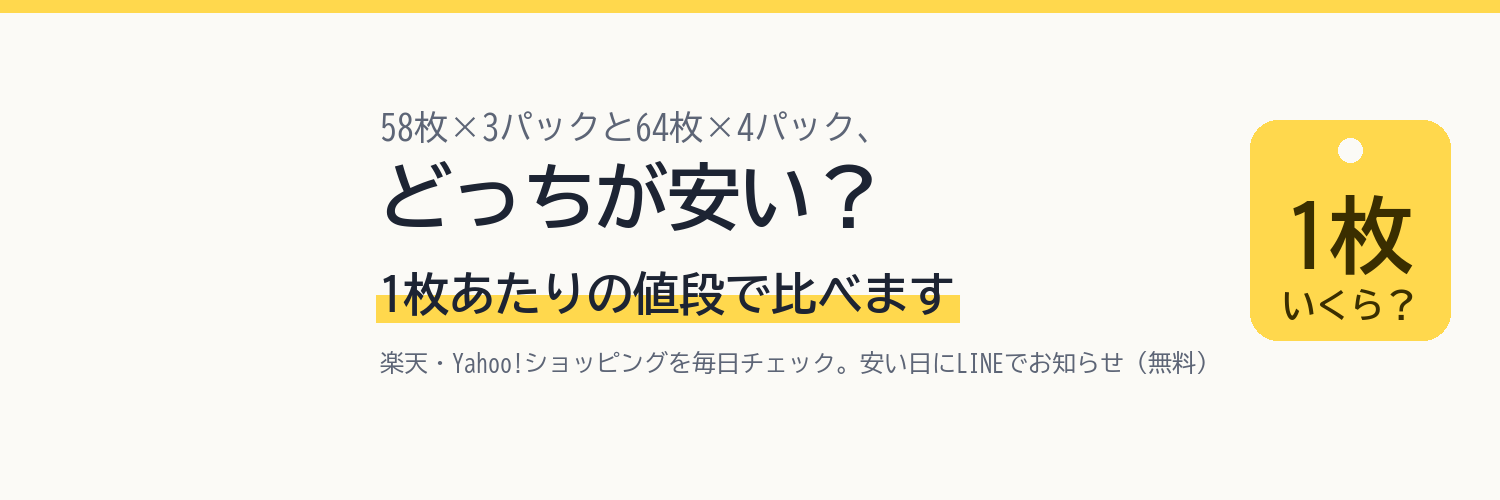 58枚×3パックと64枚×4パック、
どっちが安い？
1枚あたりの値段で比べます
楽天・Yahoo!ショッピングを毎日チェック。安い日にLINEでお知らせ（無料）
1枚
いくら？